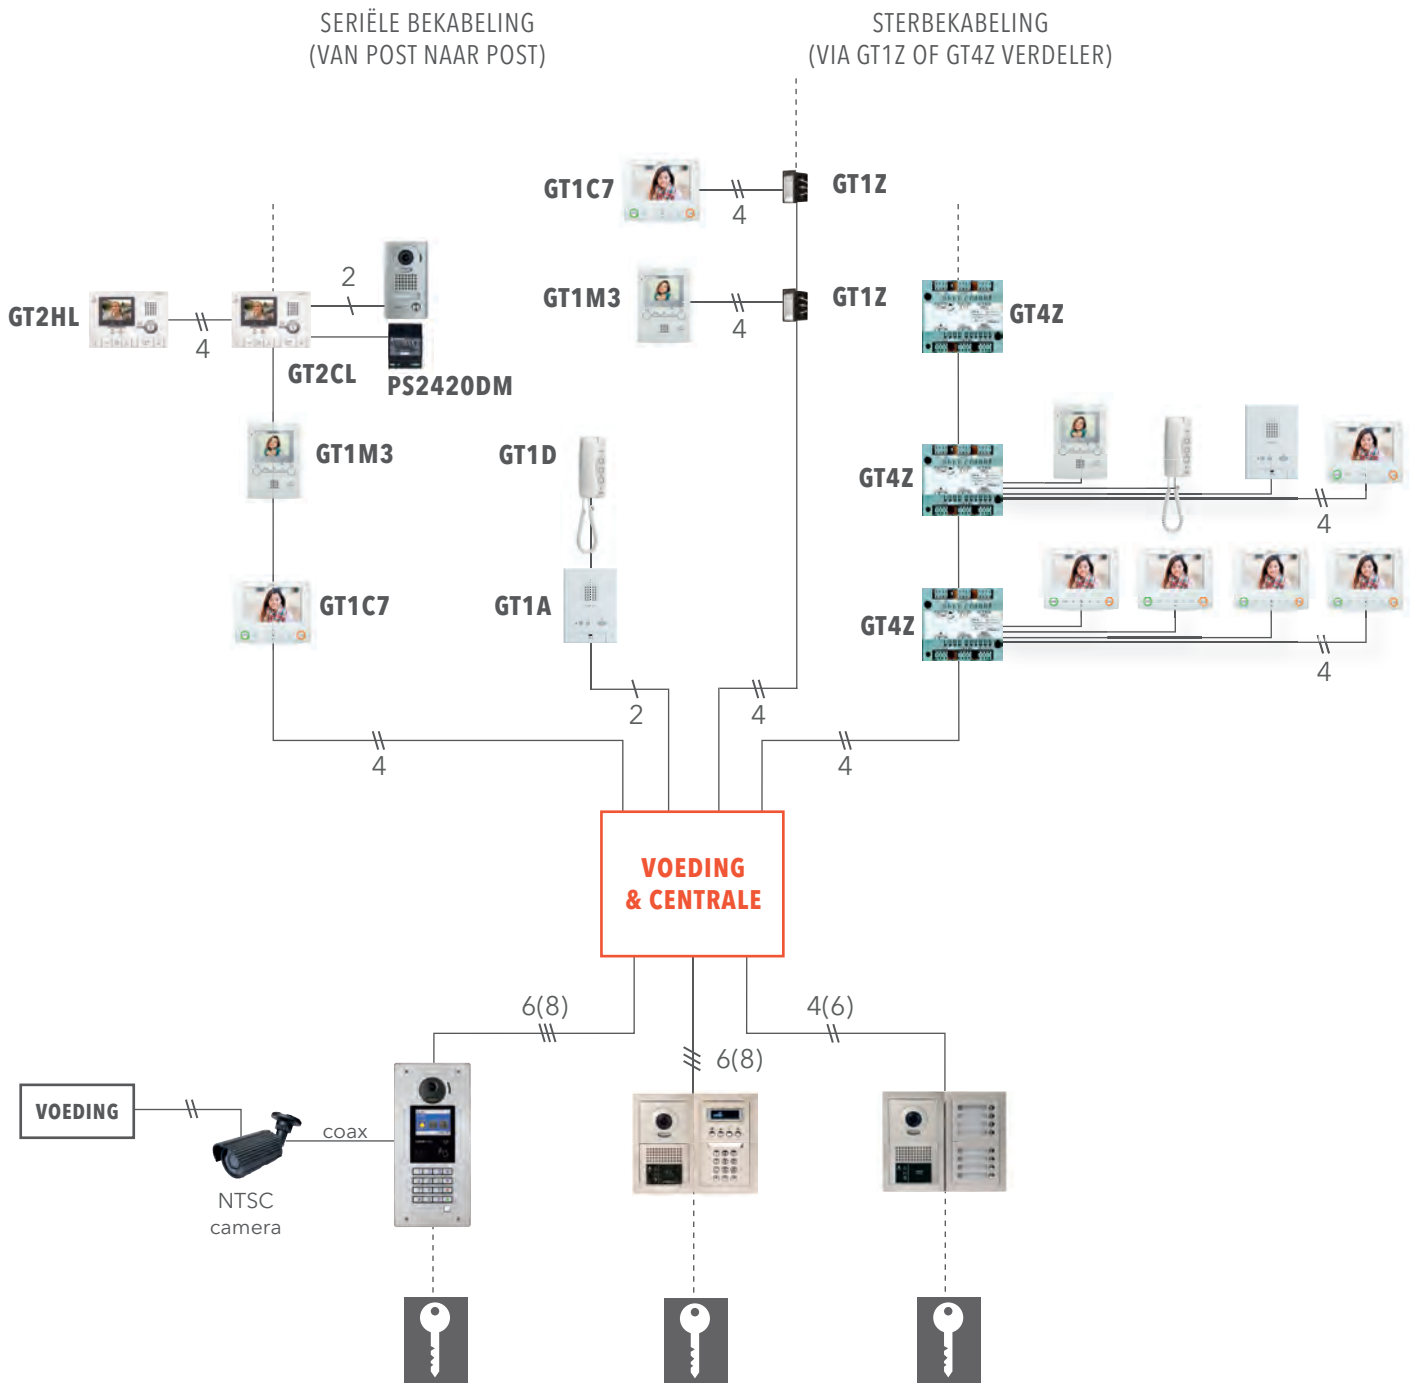 SERIËLE BEKABELING
(VAN POST NAAR POST)
STERBEKABELING
(VIA GT1Z OF GT4Z VERDELER)
GT1C7
4
GT1Z
GT1M3
4
GT1Z
GT2HL
4
2
GT2CL
PS2420DM
GT4Z
GT1M3
GT1D
GT4Z
4
GT1C7
GT1A
GT4Z
4
2
4
4
4
VOEDING
& CENTRALE
6(8)
4(6)
6(8)
VOEDING
coax
NTSC
camera